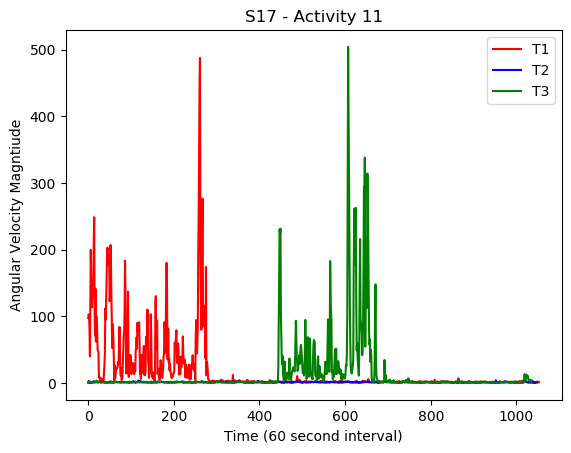 S17 - Activity 11
500
400
300
200
100
0
Angular Velocity Magntiude
T1
T2
T3
0 200 400 600 800 1000
Time (60 second interval)